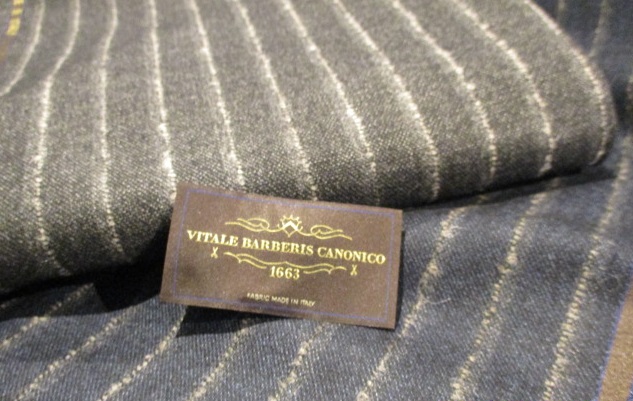 VITALE BARBERIS CANONICO
1663
FABRIC MADE IN ITALY